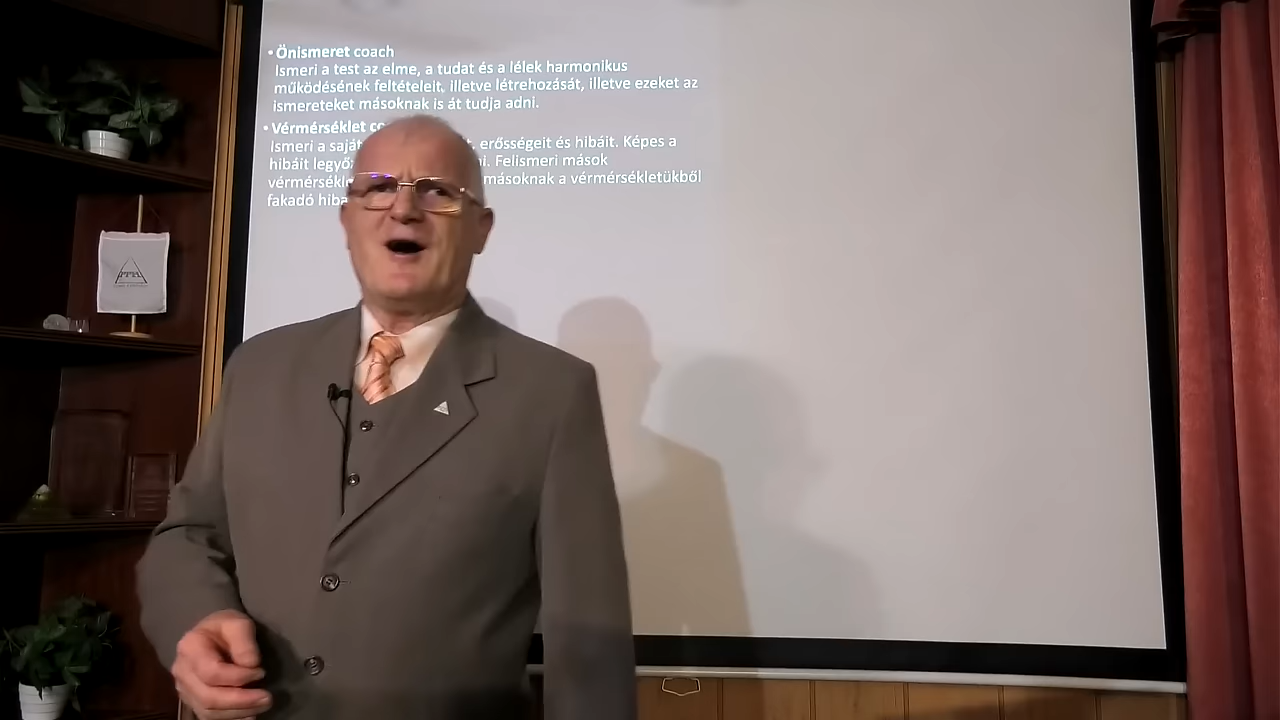 • Önismeret coach
Ismeri a test az elme, a tudat és a lélek harmonikus
működésének feltételeit, illetve létrehozását, illetve ezeket az
ismereteket másoknak is át tudja adni.
• Vérmérséklet
Ismeri a saját erősségeit és hibáit. Képes a
hibáit Felismeri mások
másoknak a vérmérsékletükből
fakadó